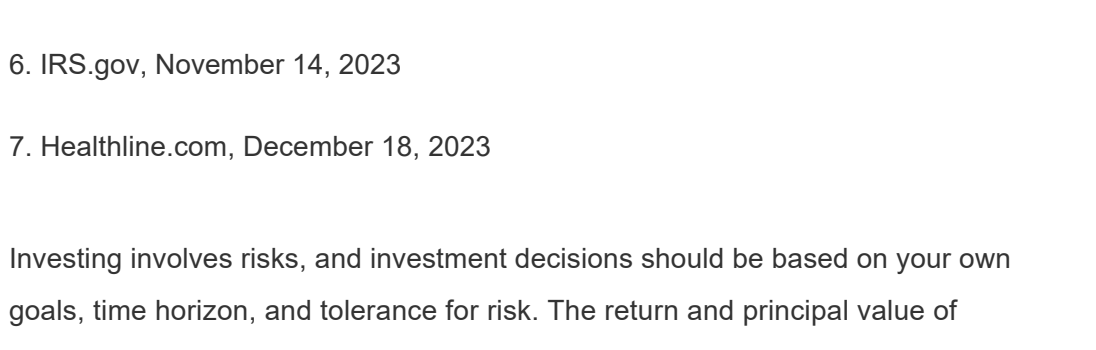 6. IRS.gov, November 14, 2023
7. Healthline.com, December 18, 2023
Investing involves risks, and investment decisions should be based on your own
goals, time horizon, and tolerance for risk. The return and principal value of